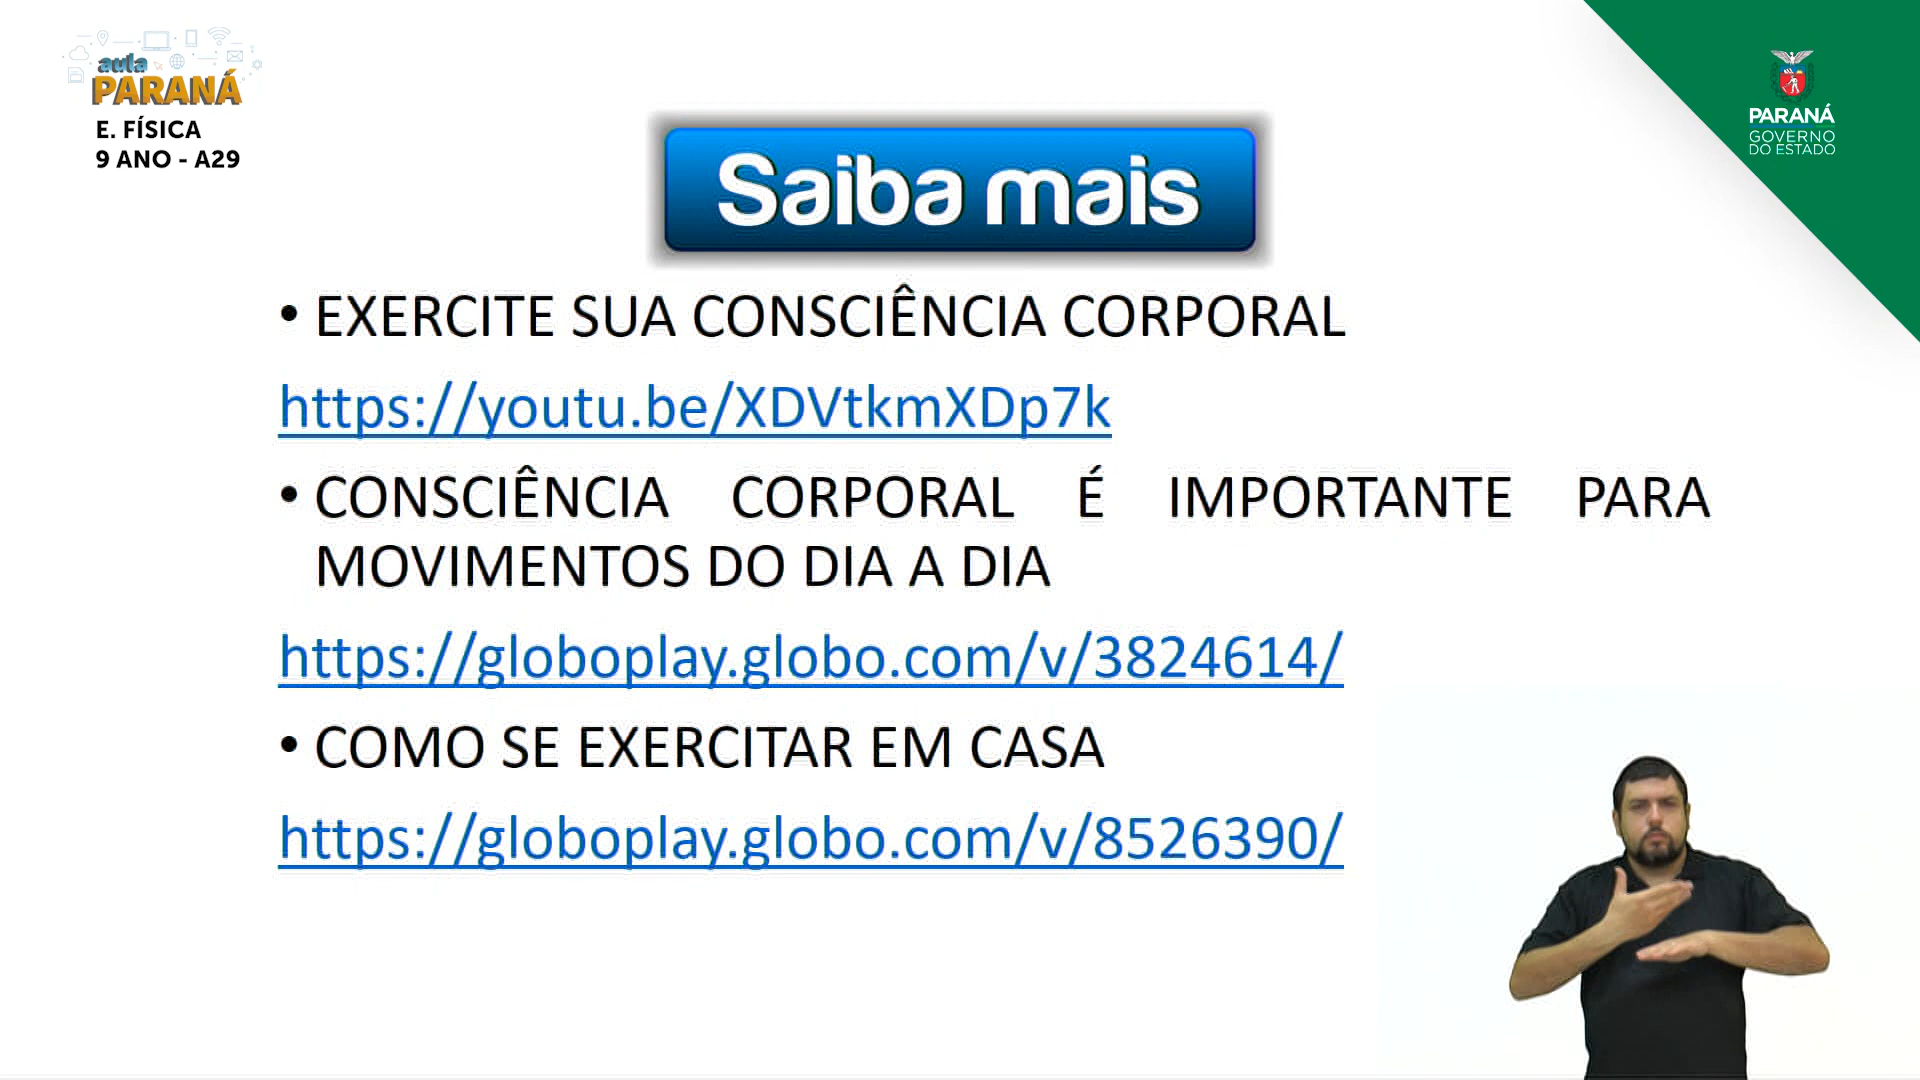 aula
PARANÁ
E. FÍSICA
9 ANO - A29
PARANÁ
GOVERNO
DO ESTADO
Saiba mais
• EXERCITE SUA CONSCIÊNCIA CORPORAL
https://youtu.be/XDVtkmXDp7k
• CONSCIÊNCIA CORPORAL É IMPORTANTE PARA
MOVIMENTOS DO DIA A DIA
https://globoplay.globo.com/v/3824614/
• COMO SE EXERCITAR EM CASA
https://globoplay.globo.com/v/8526390/